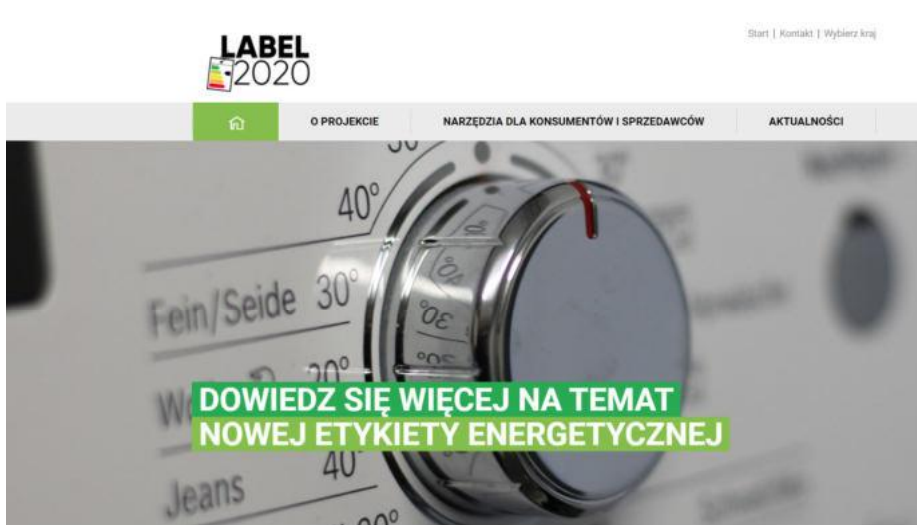 LABEL
2020
Start | Kontakt | Wybierz kraj
O PROJEKCIE
NARZĘDZIA DLA KONSUMENTÓW I SPRZEDAWCÓW
AKTUALNOŚCI
40°
Fein/Seide 30°
20°
DOWIEDZ SIĘ WIĘCEJ NA TEMAT
NOWEJ ETYKIETY ENERGETYCZNEJ
Jeans 40°